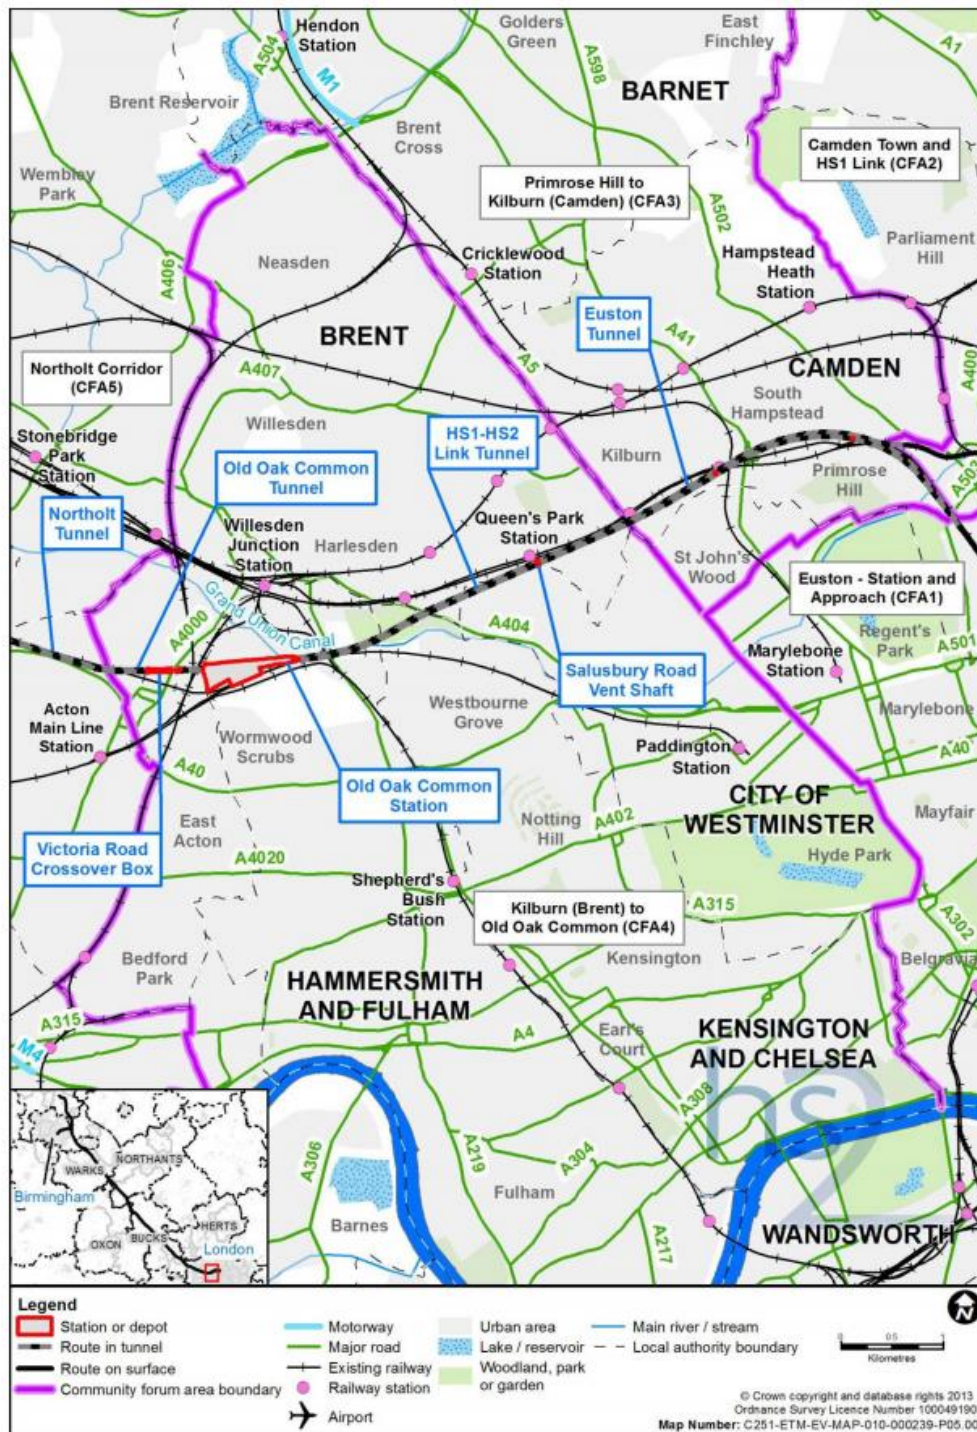 Hendon
Station
Golders
Green
East
Finchley
A504
M1
A598
A1
BARNET
Brent Reservoir
Brent
Cross
Camden Town and
HS1 Link (CFA2)
Wembley
Park
Primrose Hill to
Kilburn (Camden) (CFA3)
A502
Parliament
Hill
Neasden
Cricklewood
Station
Hampstead
Heath
Station
A4061
Euston
Tunnel
BRENT
A41
A5
A400
Northolt Corridor
(CFA5)
A407
CAMDEN
South
Hampstead
Willesden
Stonebridge
Park
Station
HS1-HS2
Link Tunnel
Kilburn
Old Oak Common
Tunnel
Primrose
Hill
Northolt
Tunnel
Willesden
Junction
Station
Harlesden
Queen's Park
Station
St John's
Wood
Euston - Station and
Approach (CFA1)
Grand Union Canal
A4000
A404
Regent's
Park
A501
Marylebone
Station
Salusbury Road
Vent Shaft
Westbourne
Grove
Marylebone
Acton
Main Line
Station
Wormwood
Scrubs
Paddington
Station
A40
A40
Old Oak Common
Station
CITY OF
WESTMINSTER
East
Acton
Notting
Hill
A402
Mayfair
Victoria Road
Crossover Box
A4020
Hyde Park
Shepherd's
Bush
Station
Kilburn (Brent) to
Old Oak Common (CFA4)
A315
A302
Bedford
Park
Kensington
Belgravia
HAMMERSMITH
AND FULHAM
A315
A4
Earl's
Court
KENSINGTON
AND CHELSEA
M4
A308
hs2
A306
A219
A304
NORTHANTS
WARKS
Birmingham
Fulham
HERTS
BUCKS
OXON
London
Barnes
A217
WANDSWORTH
Legend
Station or depot
Route in tunnel
Route on surface
Community forum area boundary
Motorway
Major road
Existing railway
Railway station
Airport
Urban area
Lake / reservoir
Woodland, park
or garden
Main river / stream
Local authority boundary
N
0 0.5 1
Kilometres
© Crown copyright and database rights 2013
Ordnance Survey Licence Number 100049190
Map Number: C251-ETM-EV-MAP-010-000239-P05.00